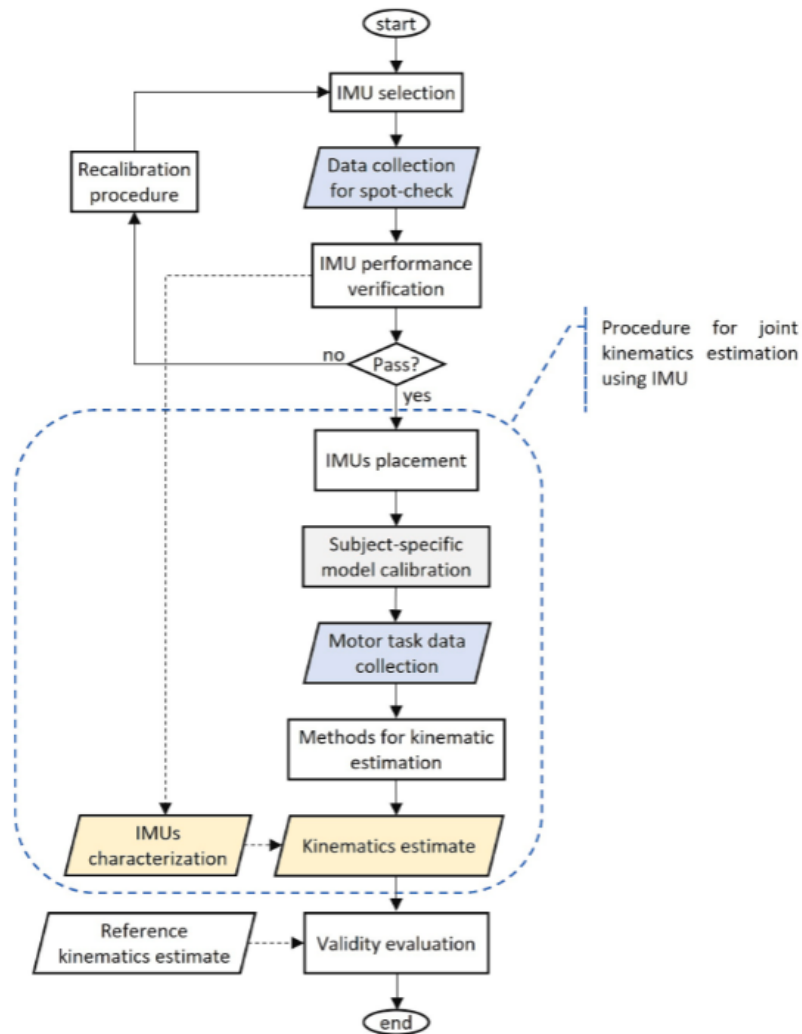 start
IMU selection
Recalibration
procedure
Data collection
for spot-check
IMU performance
verification
Procedure for joint
kinematics estimation
using IMU
no
Pass?
yes
IMUs placement
Subject-specific
model calibration
Motor task data
collection
Methods for kinematic
estimation
IMUs
characterization
Kinematics estimate
Reference
kinematics estimate
Validity evaluation
end